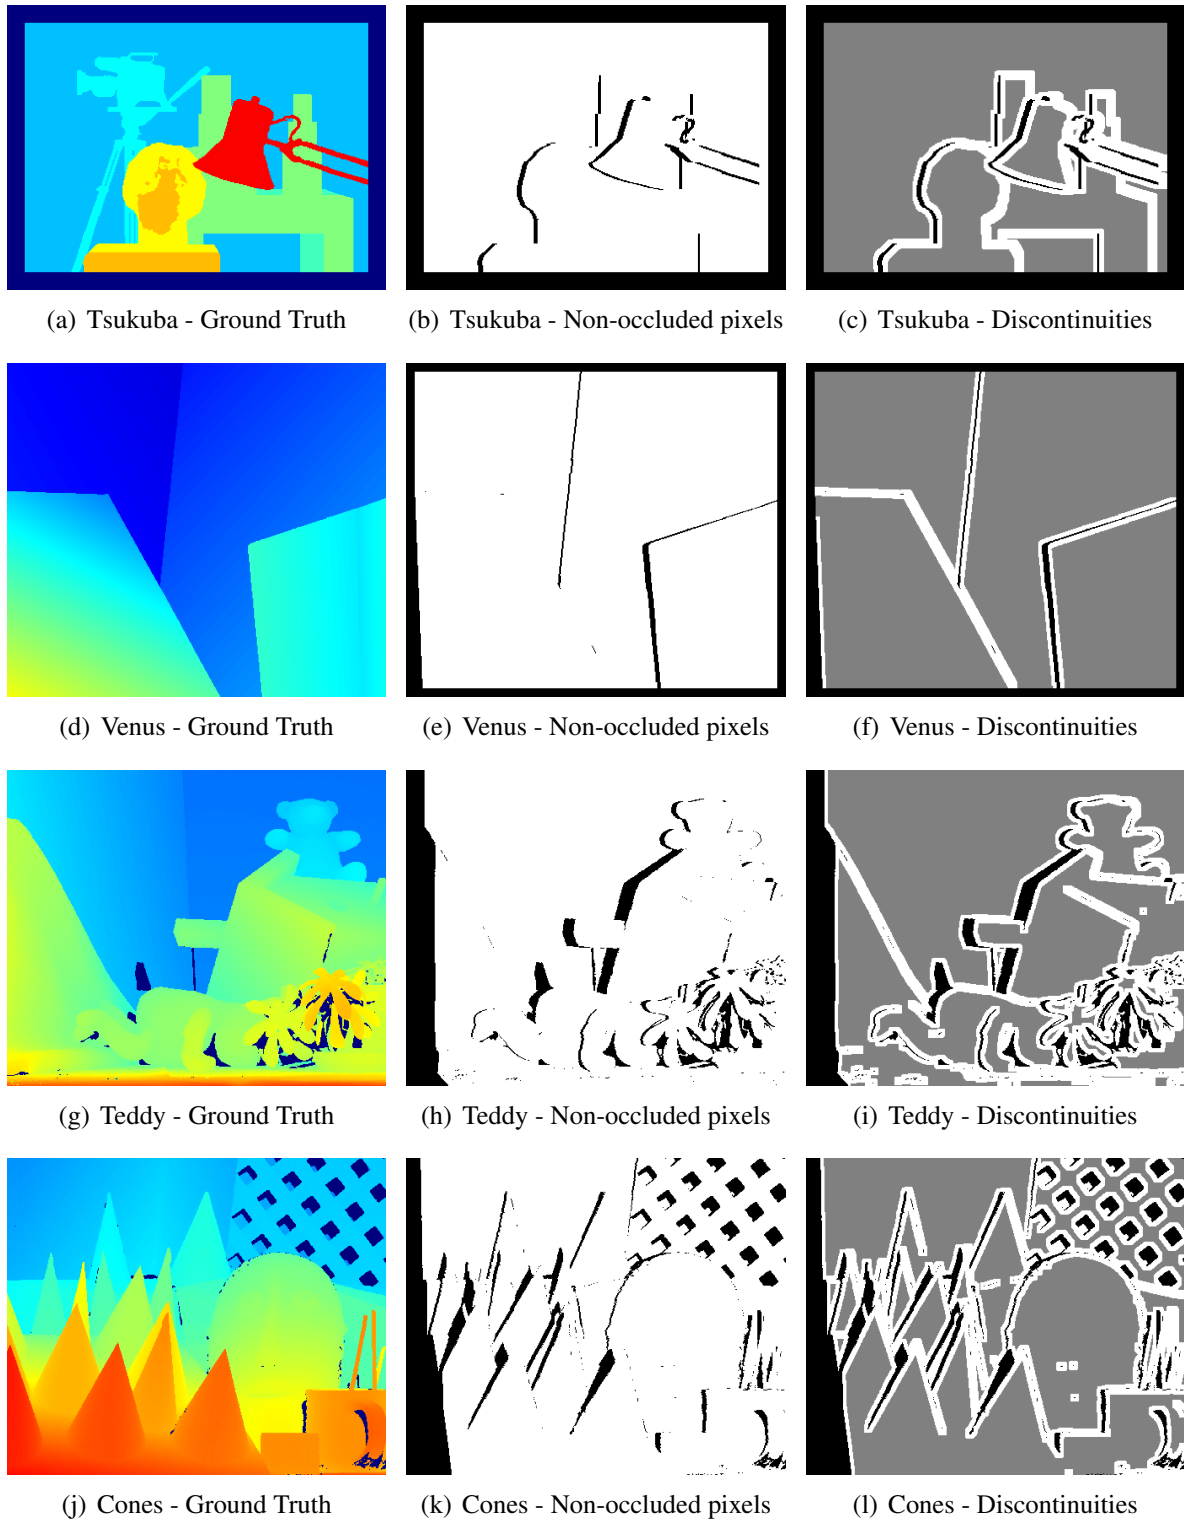 (a) Tsukuba - Ground Truth
(b) Tsukuba - Non-occluded pixels
(c) Tsukuba - Discontinuities
(d) Venus - Ground Truth
(e) Venus - Non-occluded pixels
(f) Venus - Discontinuities
(g) Teddy - Ground Truth
(h) Teddy - Non-occluded pixels
(i) Teddy - Discontinuities
(j) Cones - Ground Truth
(k) Cones - Non-occluded pixels
(l) Cones - Discontinuities